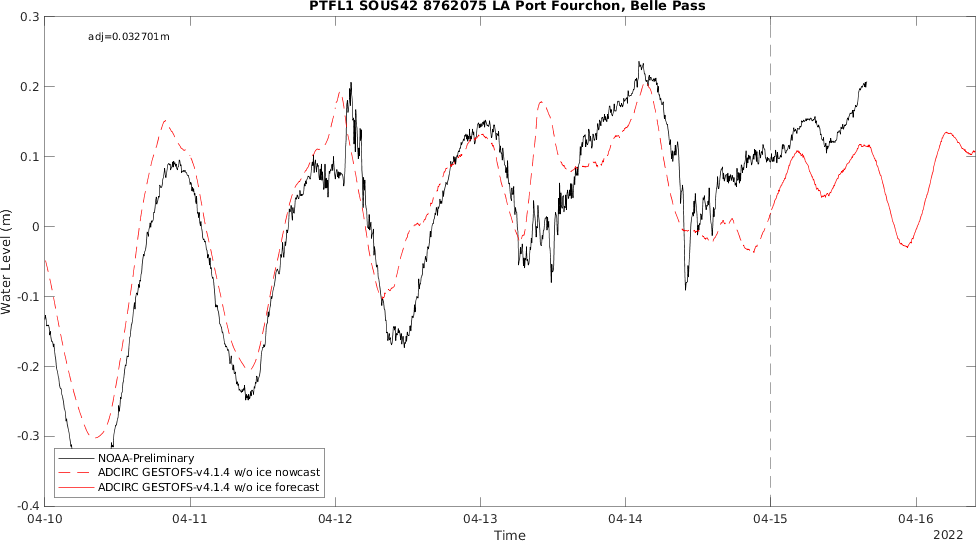 PTFL1 SOUS42 8762075 LA Port Fourchon, Belle Pass
adj=0.032701m
0.3
0.2
0.1
0
-0.1
-0.2
-0.3
-0.4
Water Level (m)
NOAA-Preliminary
ADCIRC GESTOFS-v4.1.4 w/o ice nowcast
ADCIRC GESTOFS-v4.1.4 w/o ice forecast
04-10 04-11 04-12 04-13 04-14 04-15 04-16
Time
2022